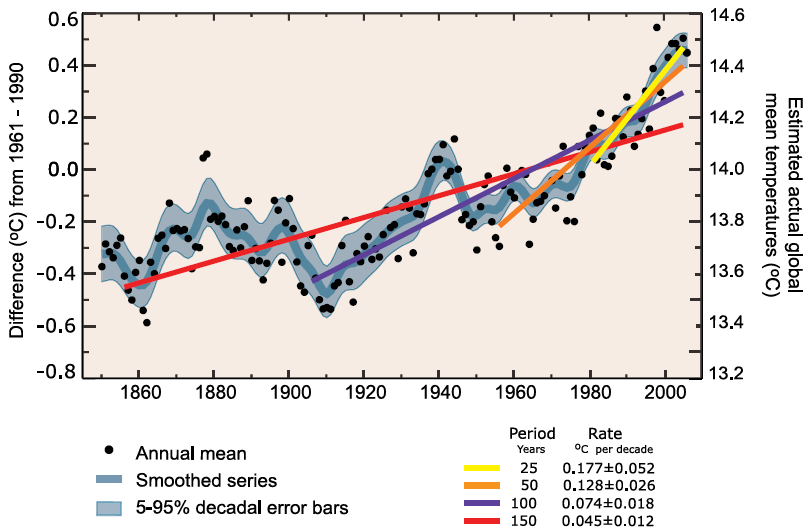 Difference (ºC) from 1961 - 1990
0.6
0.4
0.2
0.0
-0.2
-0.4
-0.6
-0.8
14.6
14.4
14.2
14.0
13.8
13.6
13.4
13.2
Estimated actual global
mean temperatures (ºC)
1860 1880 1900 1920 1940 1960 1980 2000
Annual mean
Smoothed series
5-95% decadal error bars
Period Rate
Years ºC per decade
25 0.177±0.052
50 0.128±0.026
100 0.074±0.018
150 0.045±0.012